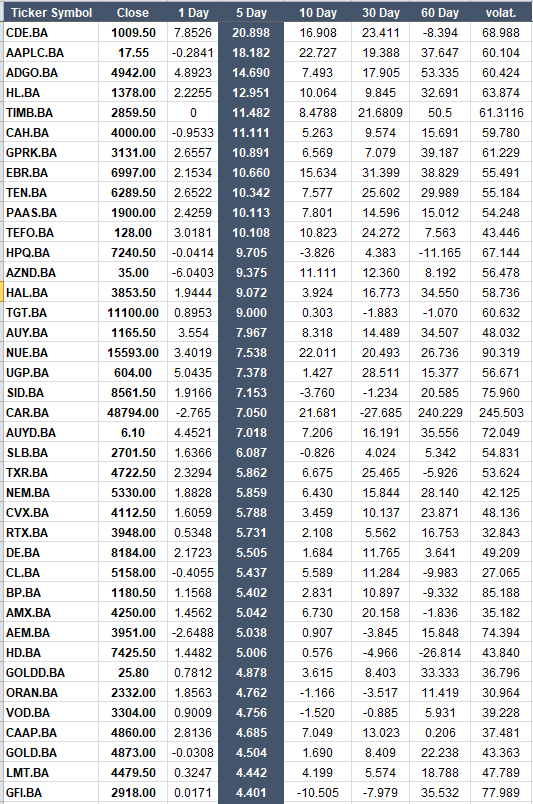 Ticker Symbol Close 1 Day 5 Day 10 Day 30 Day 60 Day volat.
CDE.BA 1009.50 7.8526 20.898 16.908 23.411 -8.394 68.988
AAPLC.BA 17.55 -0.2841 18.182 22.727 19.388 37.647 60.104
ADGO.BA 4942.00 4.8923 14.690 7.493 17.905 53.335 60.424
HL.BA 1378.00 2.2255 12.951 10.064 9.845 32.691 63.874
TIMB.BA 2859.50 0 11.482 8.4788 21.6809 50.5 61.3116
CAH.BA 4000.00 -0.9533 11.111 5.263 9.574 15.691 59.780
GPRK.BA 3131.00 2.6557 10.891 6.569 7.079 39.187 61.229
EBR.BA 6997.00 2.1534 10.660 15.634 31.399 38.829 55.491
TEN.BA 6289.50 2.6522 10.342 7.577 25.602 29.989 55.184
PAAS.BA 1900.00 2.4259 10.113 7.801 14.596 15.012 54.248
TEFO.BA 128.00 3.0181 10.108 10.823 24.272 7.563 43.446
HPQ.BA 7240.50 -0.0414 9.705 -3.826 4.383 -11.165 67.144
AZND.BA 35.00 -6.0403 9.375 11.111 12.360 8.192 56.478
HAL.BA 3853.50 1.9444 9.072 3.924 16.773 34.550 58.736
TGT.BA 11100.00 0.8953 9.000 0.303 -1.883 -1.070 60.632
AUY.BA 1165.50 3.554 7.967 8.318 14.489 34.507 48.032
NUE.BA 15593.00 3.4019 7.538 22.011 20.493 26.736 90.319
UGP.BA 604.00 5.0435 7.378 1.427 28.511 15.377 56.671
SID.BA 8561.50 1.9166 7.153 -3.760 -1.234 20.585 75.960
CAR.BA 48794.00 -2.765 7.050 21.681 -27.685 240.229 245.503
AUYD.BA 6.10 4.4521 7.018 7.206 16.191 35.556 72.049
SLB.BA 2701.50 1.6366 6.087 -0.826 4.024 5.342 54.831
TXR.BA 4722.50 2.3294 5.862 6.675 25.465 -5.926 53.624
NEM.BA 5330.00 1.8828 5.859 6.430 15.844 28.140 42.125
CVX.BA 4112.50 1.6059 5.788 3.459 10.137 23.871 48.136
RTX.BA 3948.00 0.5348 5.731 2.108 5.562 16.753 32.843
DE.BA 8184.00 2.1723 5.505 1.684 11.765 3.641 49.209
CL.BA 5158.00 -0.4055 5.437 5.589 11.284 -9.983 27.065
BP.BA 1180.50 1.1568 5.402 2.831 10.897 -9.332 85.188
AMX.BA 4250.00 1.4562 5.042 6.730 20.158 -1.836 35.182
AEM.BA 3951.00 -2.6488 5.038 0.907 -3.845 15.848 74.394
HD.BA 7425.50 1.4482 5.006 0.576 -4.966 -26.814 43.840
GOLDD.BA 25.80 0.7812 4.878 3.615 8.403 33.333 36.796
ORAN.BA 2332.00 1.8563 4.762 -1.166 -3.517 11.419 30.964
VOD.BA 3304.00 0.9009 4.756 -1.520 -0.885 5.931 39.228
CAAP.BA 4860.00 2.8136 4.685 7.049 13.023 0.206 37.481
GOLD.BA 4873.00 -0.0308 4.504 1.690 8.409 22.238 43.363
LMT.BA 4479.50 0.3247 4.442 4.199 5.574 18.788 47.789
GFI.BA 2918.00 0.0171 4.401 -10.505 -7.979 35.532 77.989